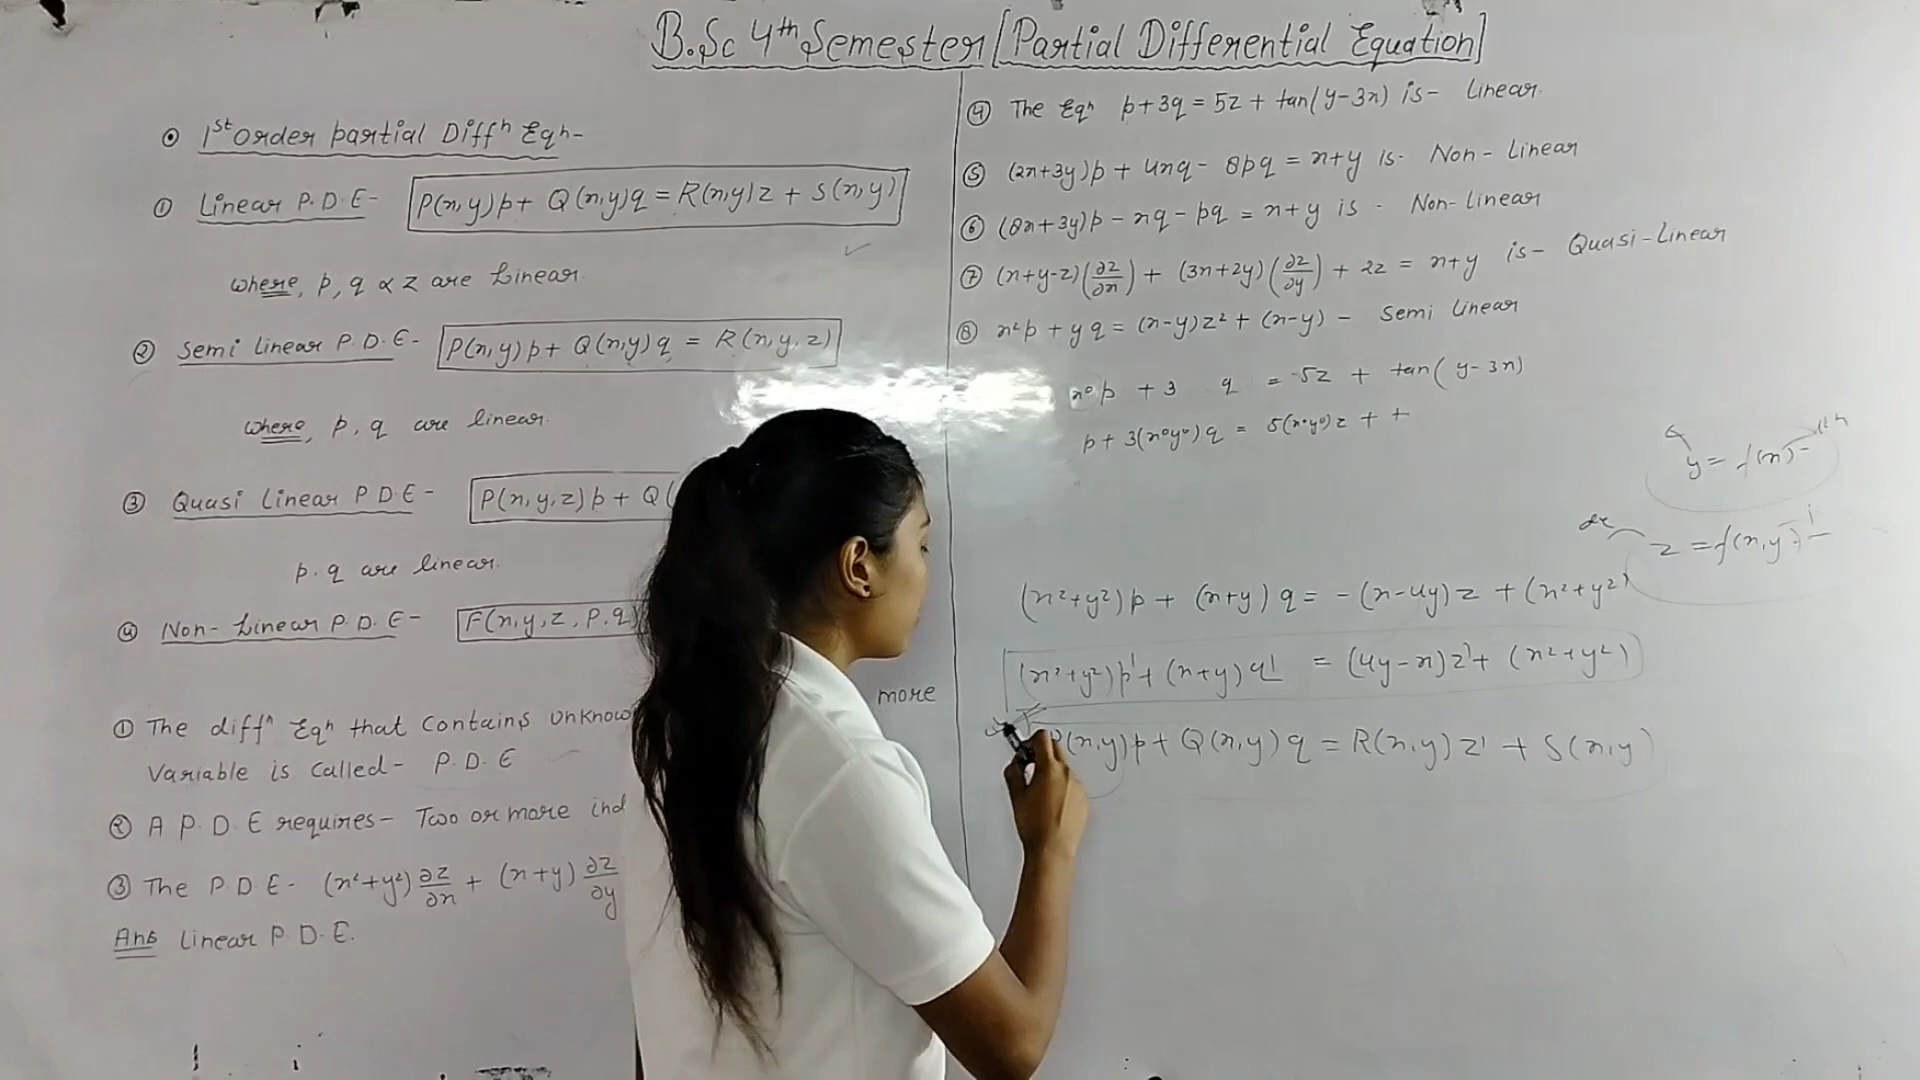 B.Sc 4th Semester [Partial Differential Equation]
⊙ 1st Order partial Diffn Eqn-
① Linear P.D.E- P(x,y)p + Q(x,y)q = R(x,y)z + S(x,y)
where, p, q & z are Linear.
② Semi Linear P.D.E- P(x,y)p + Q(x,y)q = R(x,y,z)
where, p, q are linear.
③ Quasi Linear P.D.E- P(x,y,z)p + Q(
p.q are linear.
④ Non-Linear P.D.E- F(x,y,z,p,q)
① The diffn Eqn that contains unknow more
Variable is called- P.D.E
② A P.D.E requires- Two or more ind
③ The P.D.E- (x²+y²) ∂z/∂x + (x+y) ∂z/∂y
Ans Linear P.D.E.
④ The Eqn p+3q = 5z + tan(y-3x) is- Linear.
⑤ (2x+3y)p + 4xq - 8pq = x+y is- Non-Linear
⑥ (8x+3y)p - xq - pq = x+y is - Non-linear
⑦ (x+y-z)(∂z/∂x) + (3x+2y)(∂z/∂y) + 2z = x+y is- Quasi-Linear
⑧ x²p + yq = (x-y)z² + (x-y) - Semi Linear
x⁰p + 3 q = 5z + tan(y-3x)
p + 3(x⁰y⁰)q = 5(x⁰y⁰)z + +
y = f(x)-
z = f(x,y)-
(x²+y²)p + (x+y)q = -(x-4y)z + (x²+y²)
(x²+y²)p¹ + (x+y)q¹ = (4y-x)z¹ + (x²+y²)
P(x,y)p + Q(x,y)q = R(x,y)z¹ + S(x,y)